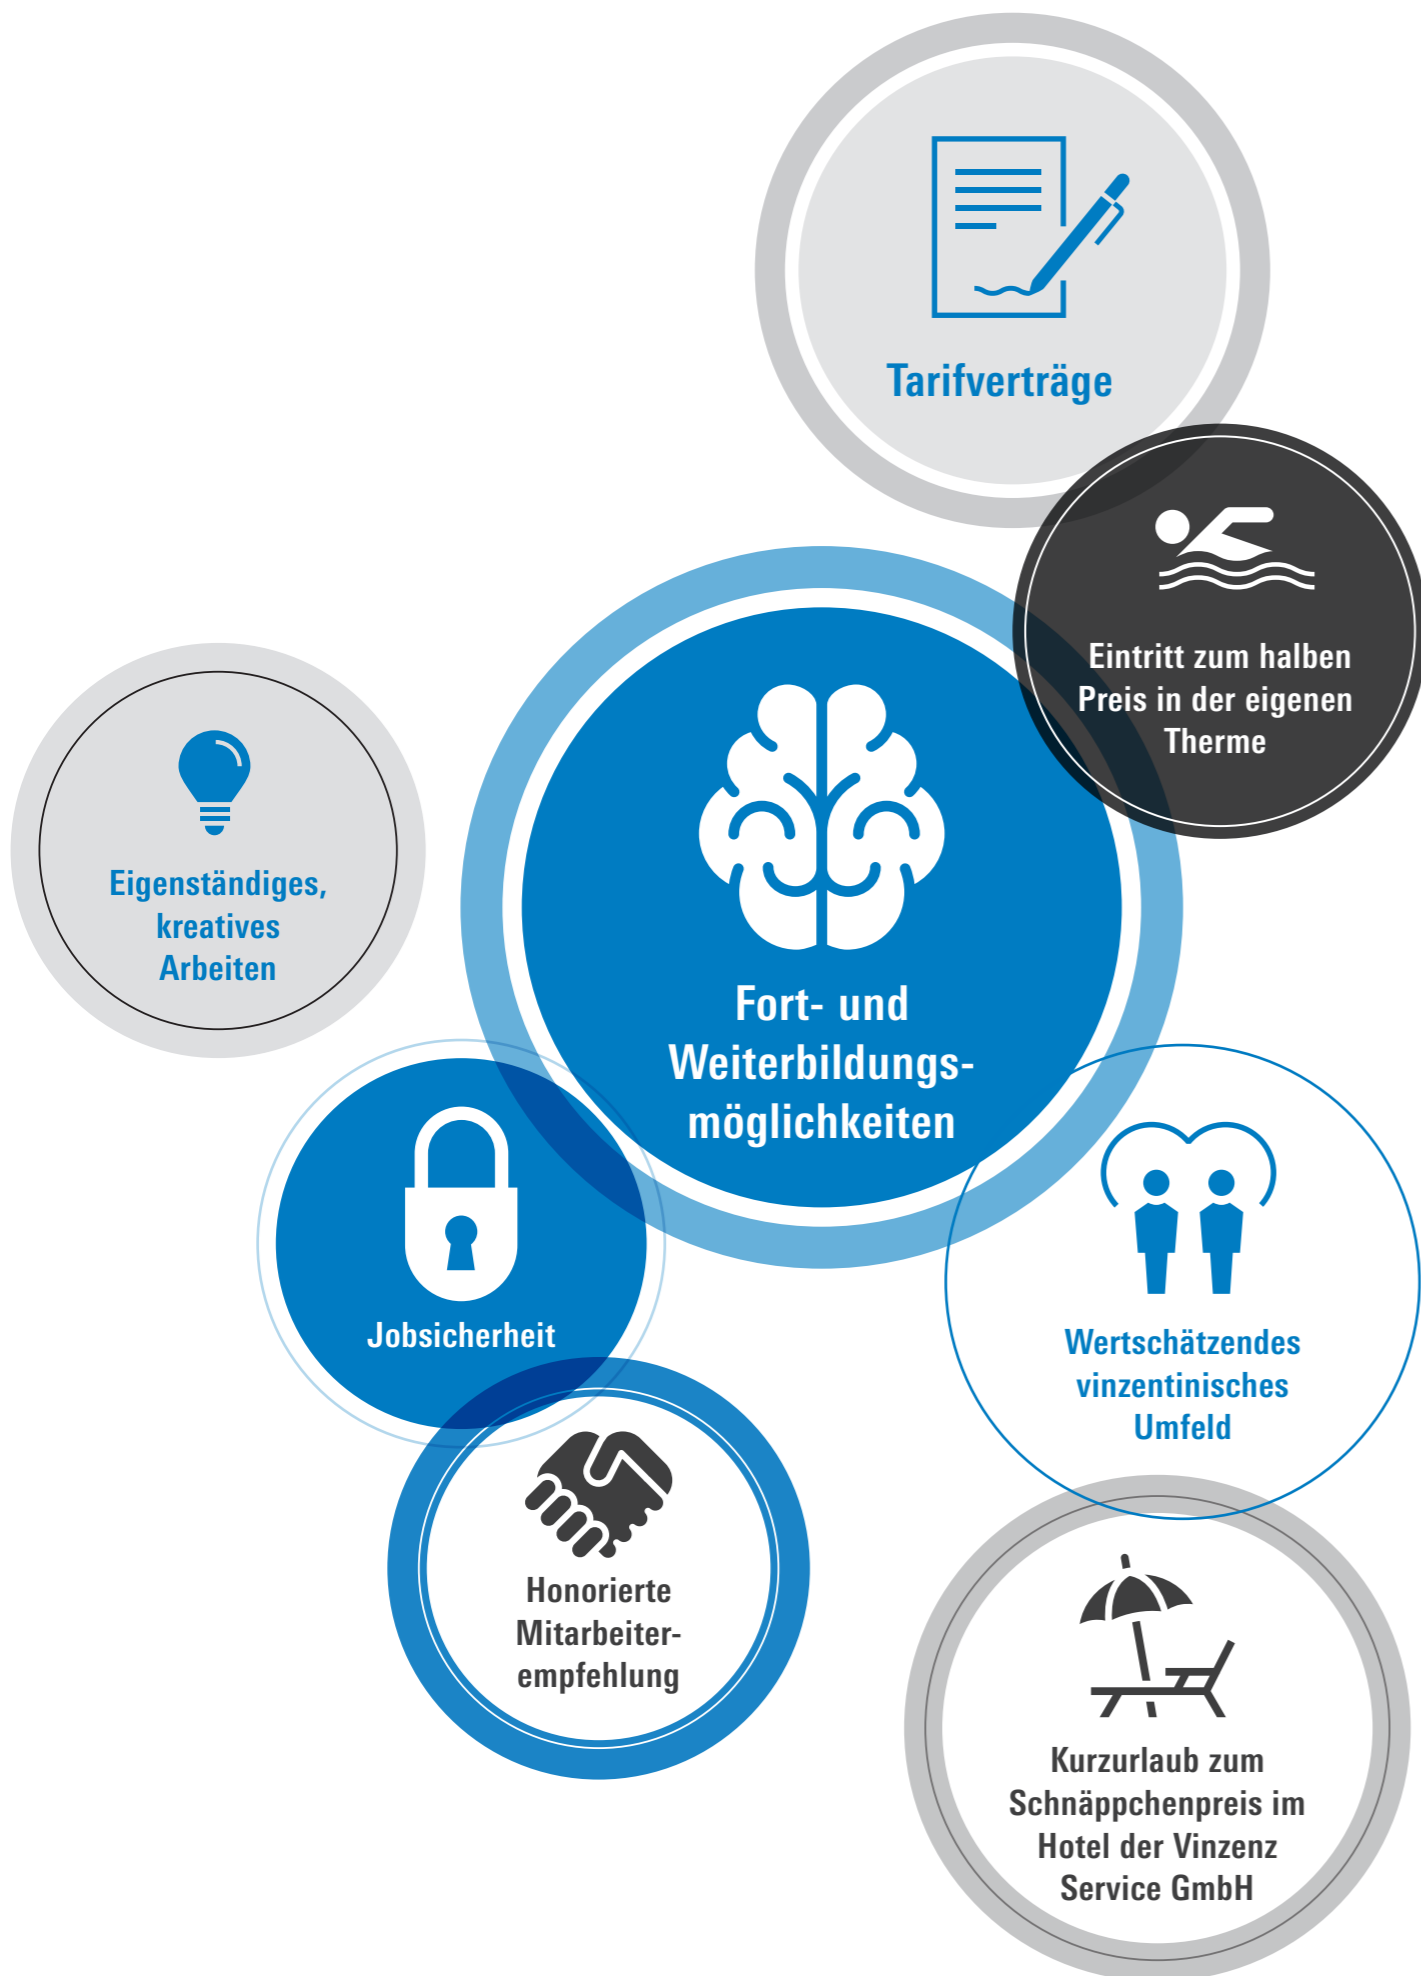 Tarifverträge
Eintritt zum halben
Preis in der eigenen
Therme
Eigenständiges,
kreatives
Arbeiten
Fort- und
Weiterbildungs-
möglichkeiten
Jobsicherheit
Wertschätzendes
vinzentinisches
Umfeld
Honorierte
Mitarbeiter-
empfehlung
Kurzurlaub zum
Schnäppchenpreis im
Hotel der Vinzenz
Service GmbH